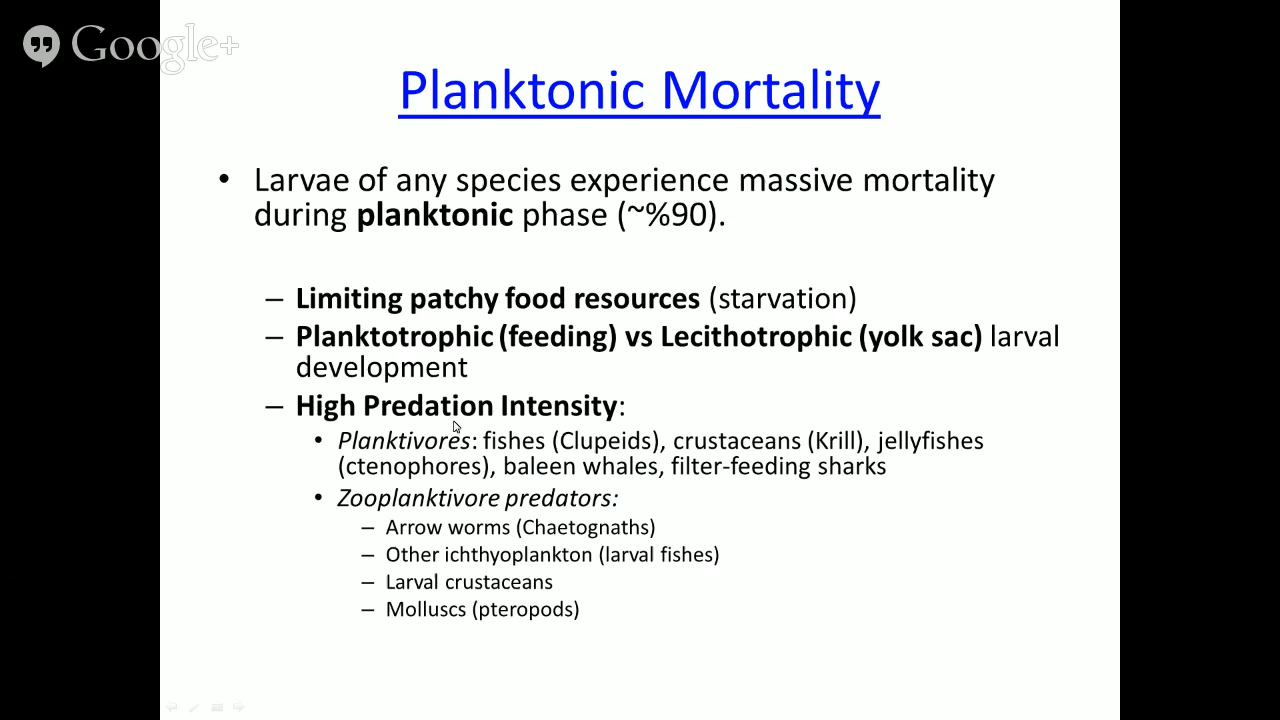 Google+
Planktonic Mortality
• Larvae of any species experience massive mortality
during planktonic phase (~%90).
– Limiting patchy food resources (starvation)
– Planktotrophic (feeding) vs Lecithotrophic (yolk sac) larval
development
– High Predation Intensity:
• Planktivores: fishes (Clupeids), crustaceans (Krill), jellyfishes
(ctenophores), baleen whales, filter-feeding sharks
• Zooplanktivore predators:
– Arrow worms (Chaetognaths)
– Other ichthyoplankton (larval fishes)
– Larval crustaceans
– Molluscs (pteropods)